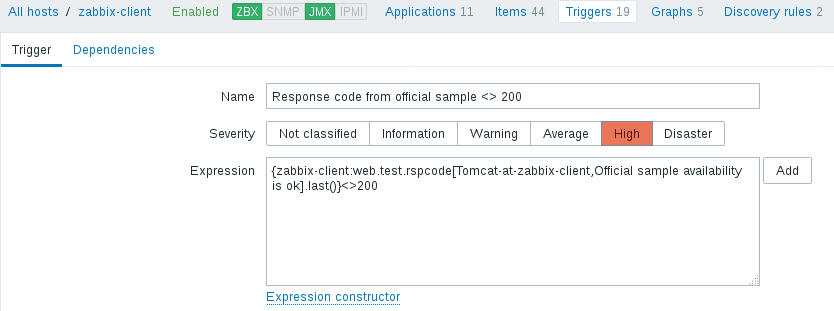 All hosts / zabbix-client Enabled ZBX SNMP JMX IPMI Applications 11 Items 44 Triggers 19 Graphs 5 Discovery rules 2
Trigger Dependencies
Name Response code from official sample <> 200
Severity Not classified Information Warning Average High Disaster
Expression {zabbix-client:web.test.rspcode[Tomcat-at-zabbix-client,Official sample availability Add
is ok].last()}<>200
Expression constructor